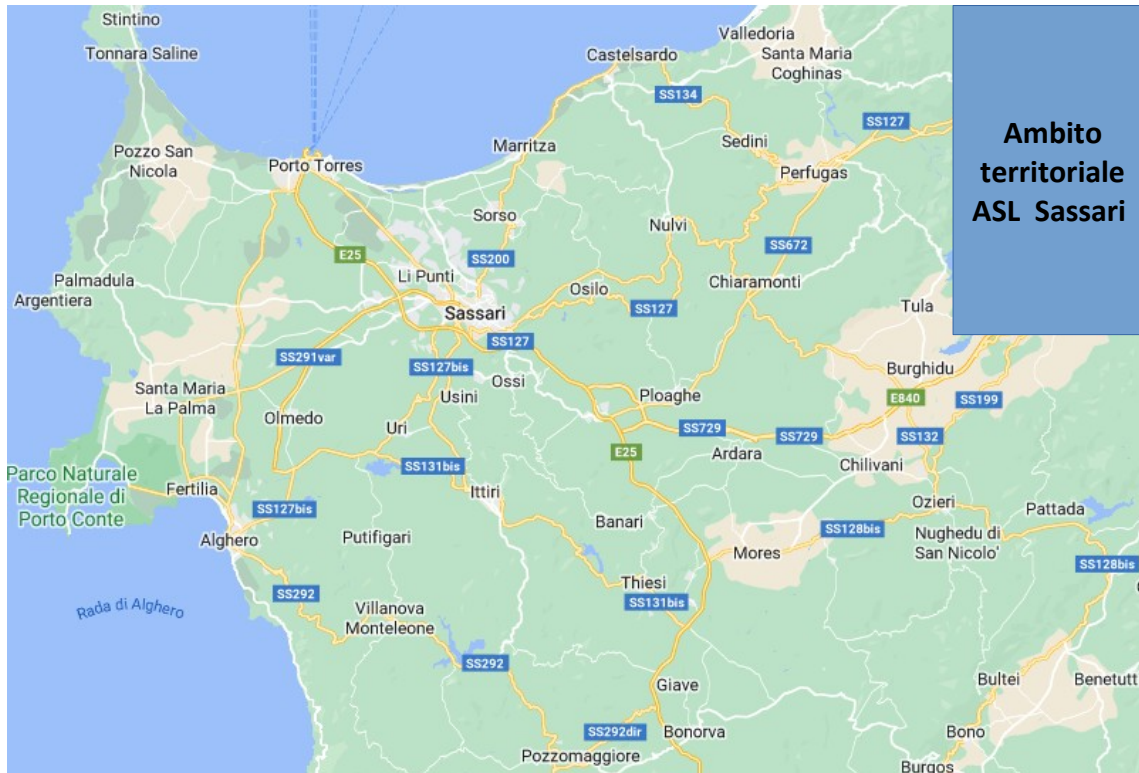 Stintino
Tonnara Saline
Valledoria
Castelsardo
Santa Maria
Coghinas
SS134
SS127
Ambito
territoriale
ASL Sassari
Pozzo San
Nicola
Porto Torres
Marritza
Sedini
Perfugas
Sorso
Nulvi
E25
SS200
SS672
Li Punti
Palmadula
Argentiera
Osilo
Chiaramonti
Sassari
SS127
Tula
SS127
SS291var
SS127bis
Ossi
Burghidu
Santa Maria
La Palma
Usini
Ploaghe
E840
SS199
Olmedo
Uri
SS729
SS729
SS132
E25
Ardara
Parco Naturale
Regionale di
Porto Conte
SS131bis
Chilivani
Fertilia
Ittiri
SS127bis
Banari
Ozieri
Pattada
Alghero
Putifigari
Mores
SS128bis
Nughedu di
San Nicolo'
SS128bis
Thiesi
SS292
SS131bis
Rada di Alghero
Villanova
Monteleone
SS292
Giave
Bultei
Benetutt
SS292dir
Bonorva
Bono
Pozzomaggiore
Burgos